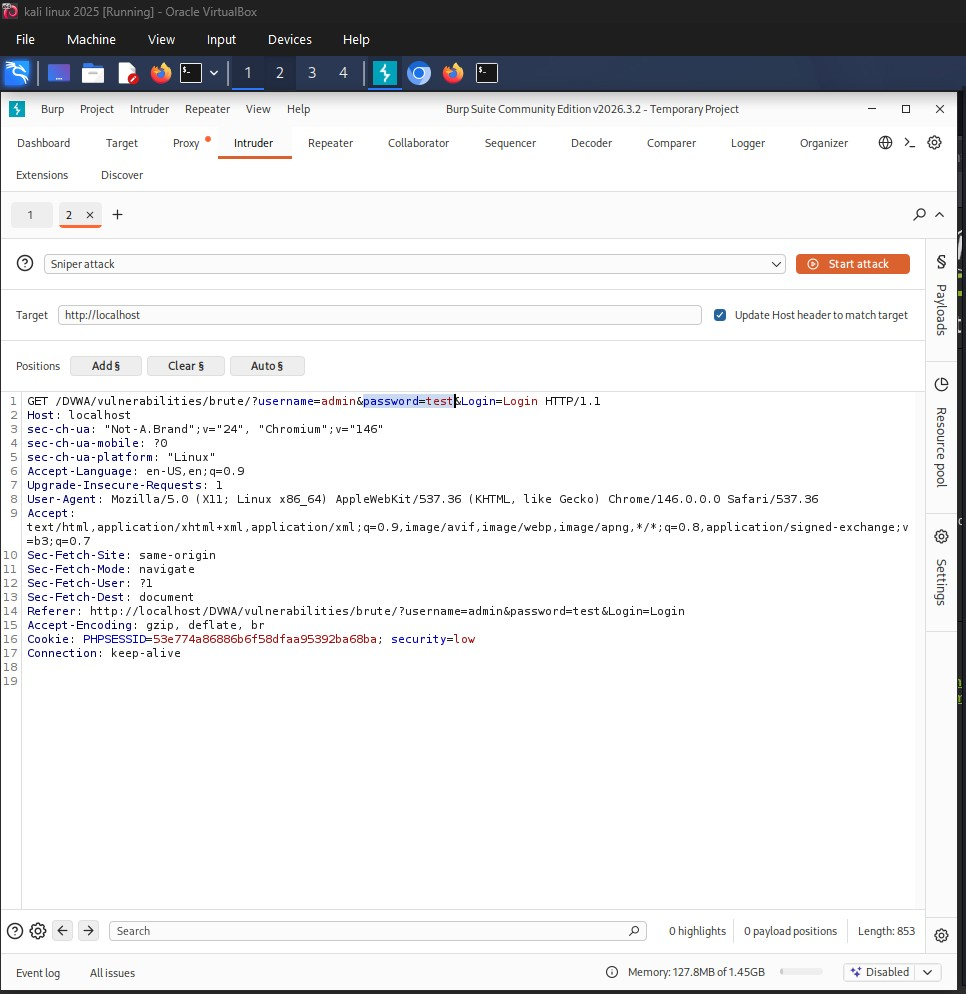 kali linux 2025 [Running] - Oracle VirtualBox
File Machine View Input Devices Help
1 2 3 4
Burp Project Intruder Repeater View Help Burp Suite Community Edition v2026.3.2 - Temporary Project
Dashboard Target Proxy Intruder Repeater Collaborator Sequencer Decoder Comparer Logger Organizer
Extensions Discover
1 2 × +
Sniper attack Start attack
Target http://localhost Update Host header to match target
Positions Add § Clear § Auto §
Payloads
Resource pool
Settings
1 GET /DVWA/vulnerabilities/brute/?username=admin&password=test&Login=Login HTTP/1.1
2 Host: localhost
3 sec-ch-ua: "Not-A.Brand";v="24", "Chromium";v="146"
4 sec-ch-ua-mobile: ?0
5 sec-ch-ua-platform: "Linux"
6 Accept-Language: en-US,en;q=0.9
7 Upgrade-Insecure-Requests: 1
8 User-Agent: Mozilla/5.0 (X11; Linux x86_64) AppleWebKit/537.36 (KHTML, like Gecko) Chrome/146.0.0.0 Safari/537.36
9 Accept:
text/html,application/xhtml+xml,application/xml;q=0.9,image/avif,image/webp,image/apng,*/*;q=0.8,application/signed-exchange;v
=b3;q=0.7
10 Sec-Fetch-Site: same-origin
11 Sec-Fetch-Mode: navigate
12 Sec-Fetch-User: ?1
13 Sec-Fetch-Dest: document
14 Referer: http://localhost/DVWA/vulnerabilities/brute/?username=admin&password=test&Login=Login
15 Accept-Encoding: gzip, deflate, br
16 Cookie: PHPSESSID=53e774a86886b6f58dfaa95392ba68ba; security=low
17 Connection: keep-alive
18
19
Search 0 highlights 0 payload positions Length: 853
Event log All issues Memory: 127.8MB of 1.45GB Disabled